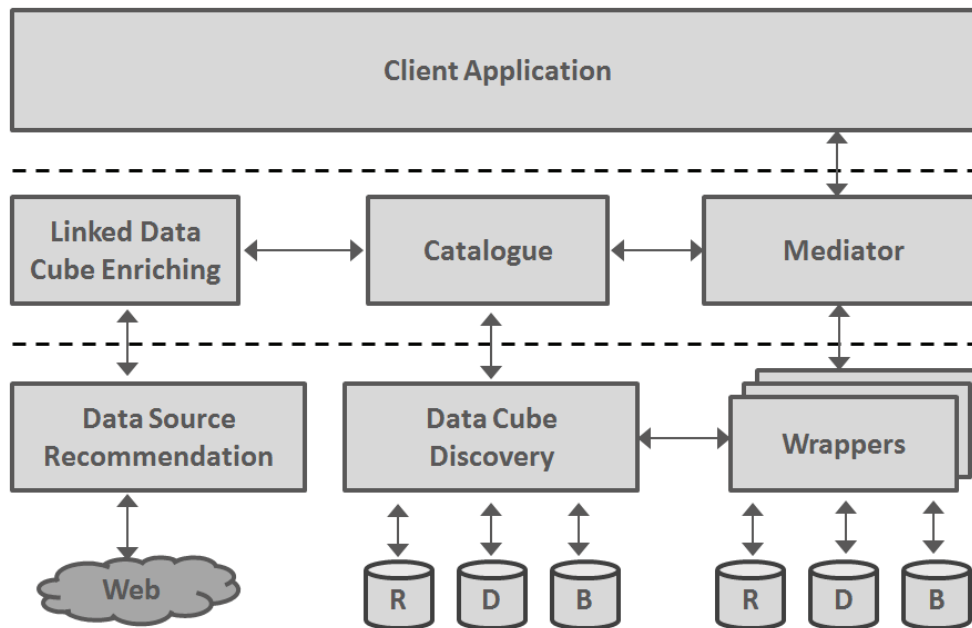 Client Application
Linked Data
Cube Enriching
Catalogue
Mediator
Data Source
Recommendation
Data Cube
Discovery
Wrappers
Web
R
D
B
R
D
B